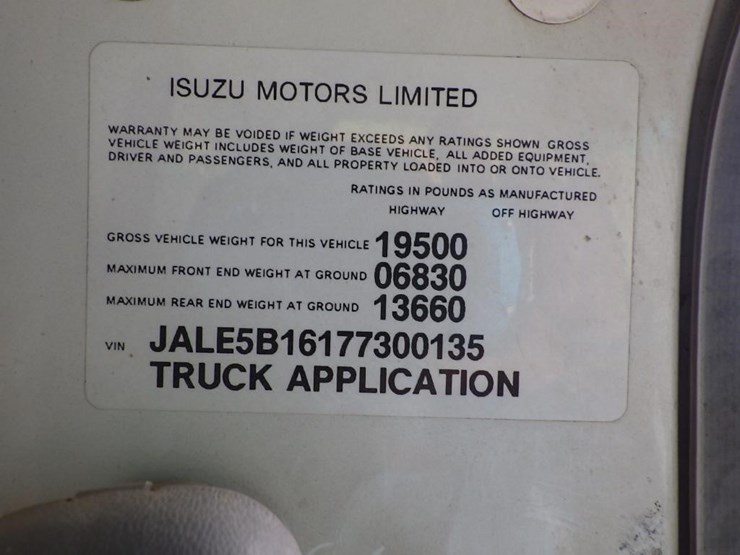 ISUZU MOTORS LIMITED
WARRANTY MAY BE VOIDED IF WEIGHT EXCEEDS ANY RATINGS SHOWN GROSS
VEHICLE WEIGHT INCLUDES WEIGHT OF BASE VEHICLE, ALL ADDED EQUIPMENT,
DRIVER AND PASSENGERS, AND ALL PROPERTY LOADED INTO OR ONTO VEHICLE.
RATINGS IN POUNDS AS MANUFACTURED
HIGHWAY OFF HIGHWAY
GROSS VEHICLE WEIGHT FOR THIS VEHICLE 19500
MAXIMUM FRONT END WEIGHT AT GROUND 06830
MAXIMUM REAR END WEIGHT AT GROUND 13660
VIN JALE5B16177300135
TRUCK APPLICATION